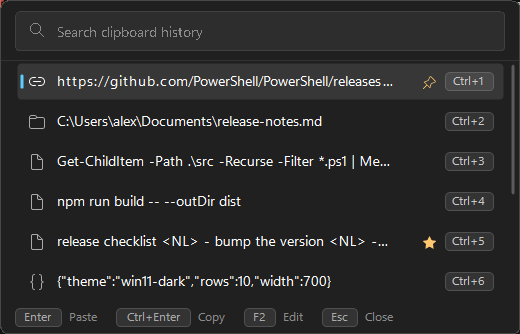 Search clipboard history
https://github.com/PowerShell/PowerShell/releases... Ctrl+1
C:\Users\alex\Documents\release-notes.md Ctrl+2
Get-ChildItem -Path .\src -Recurse -Filter *.ps1 | Me... Ctrl+3
npm run build -- --outDir dist Ctrl+4
release checklist <NL> - bump the version <NL> -... Ctrl+5
{"theme":"win11-dark","rows":10,"width":700} Ctrl+6
Enter Paste Ctrl+Enter Copy F2 Edit Esc Close